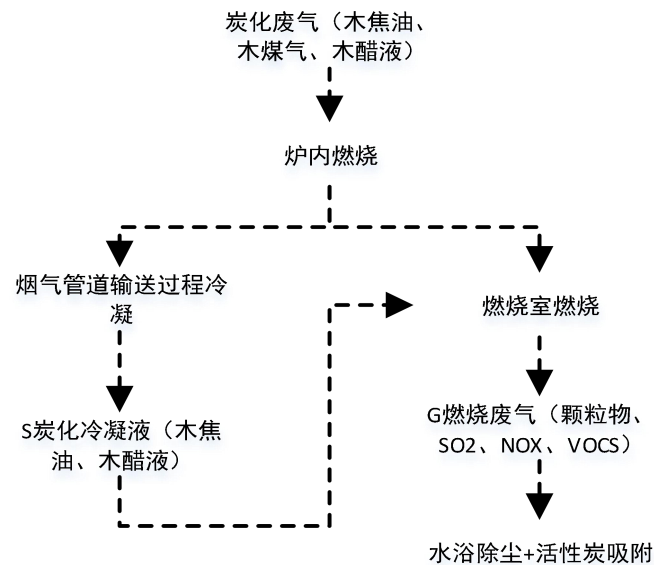 炭化废气（木焦油、
木煤气、木醋液）
炉内燃烧
烟气管道输送过程冷
凝
燃烧室燃烧
S炭化冷凝液（木焦
油、木醋液）
G燃烧废气（颗粒物、
SO2、NOX、VOCS）
水浴除尘+活性炭吸附